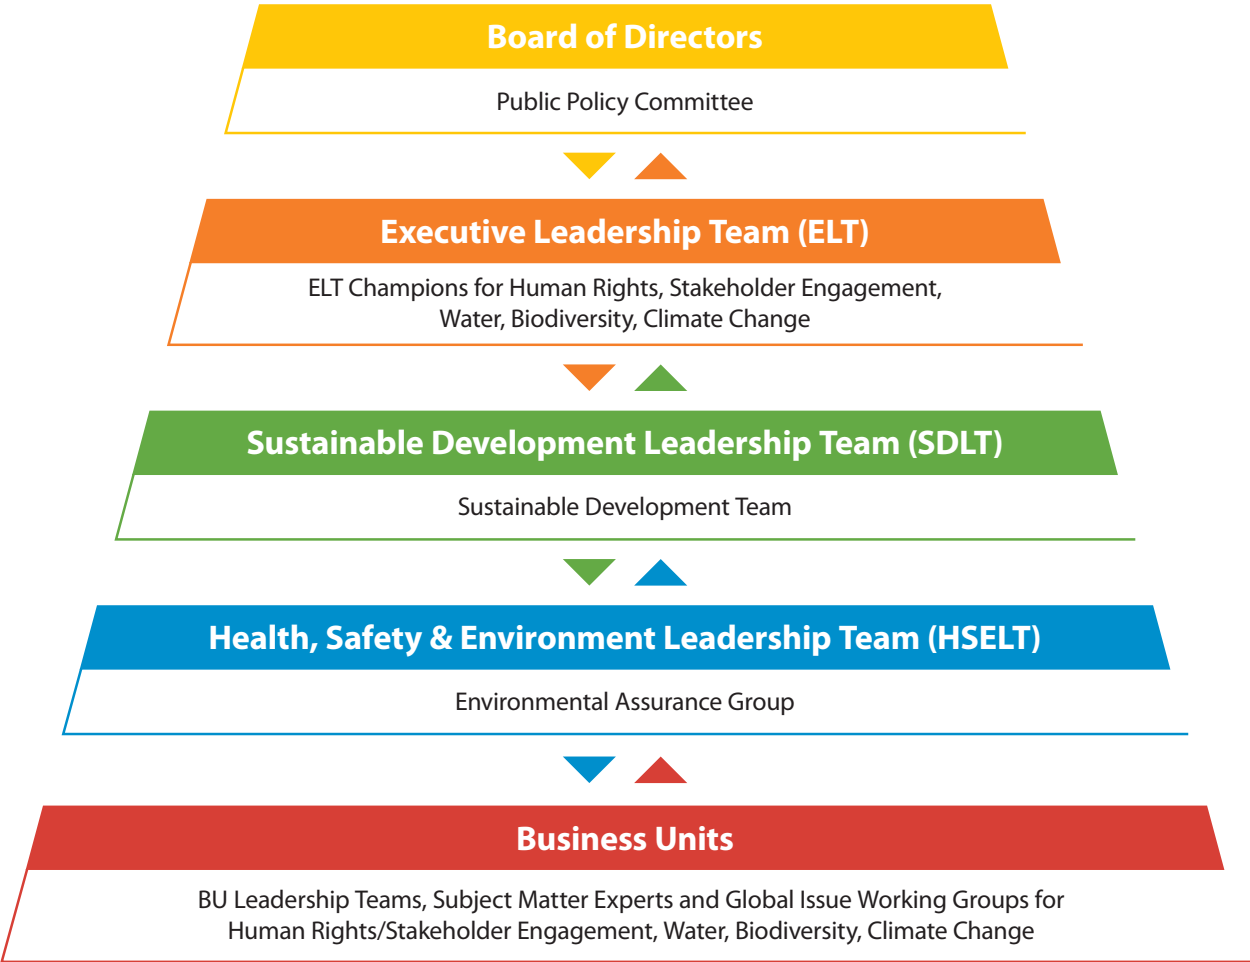 Board of Directors
Public Policy Committee
Executive Leadership Team (ELT)
ELT Champions for Human Rights, Stakeholder Engagement,
Water, Biodiversity, Climate Change
Sustainable Development Leadership Team (SDLT)
Sustainable Development Team
Health, Safety & Environment Leadership Team (HSELT)
Environmental Assurance Group
Business Units
BU Leadership Teams, Subject Matter Experts and Global Issue Working Groups for
Human Rights/Stakeholder Engagement, Water, Biodiversity, Climate Change